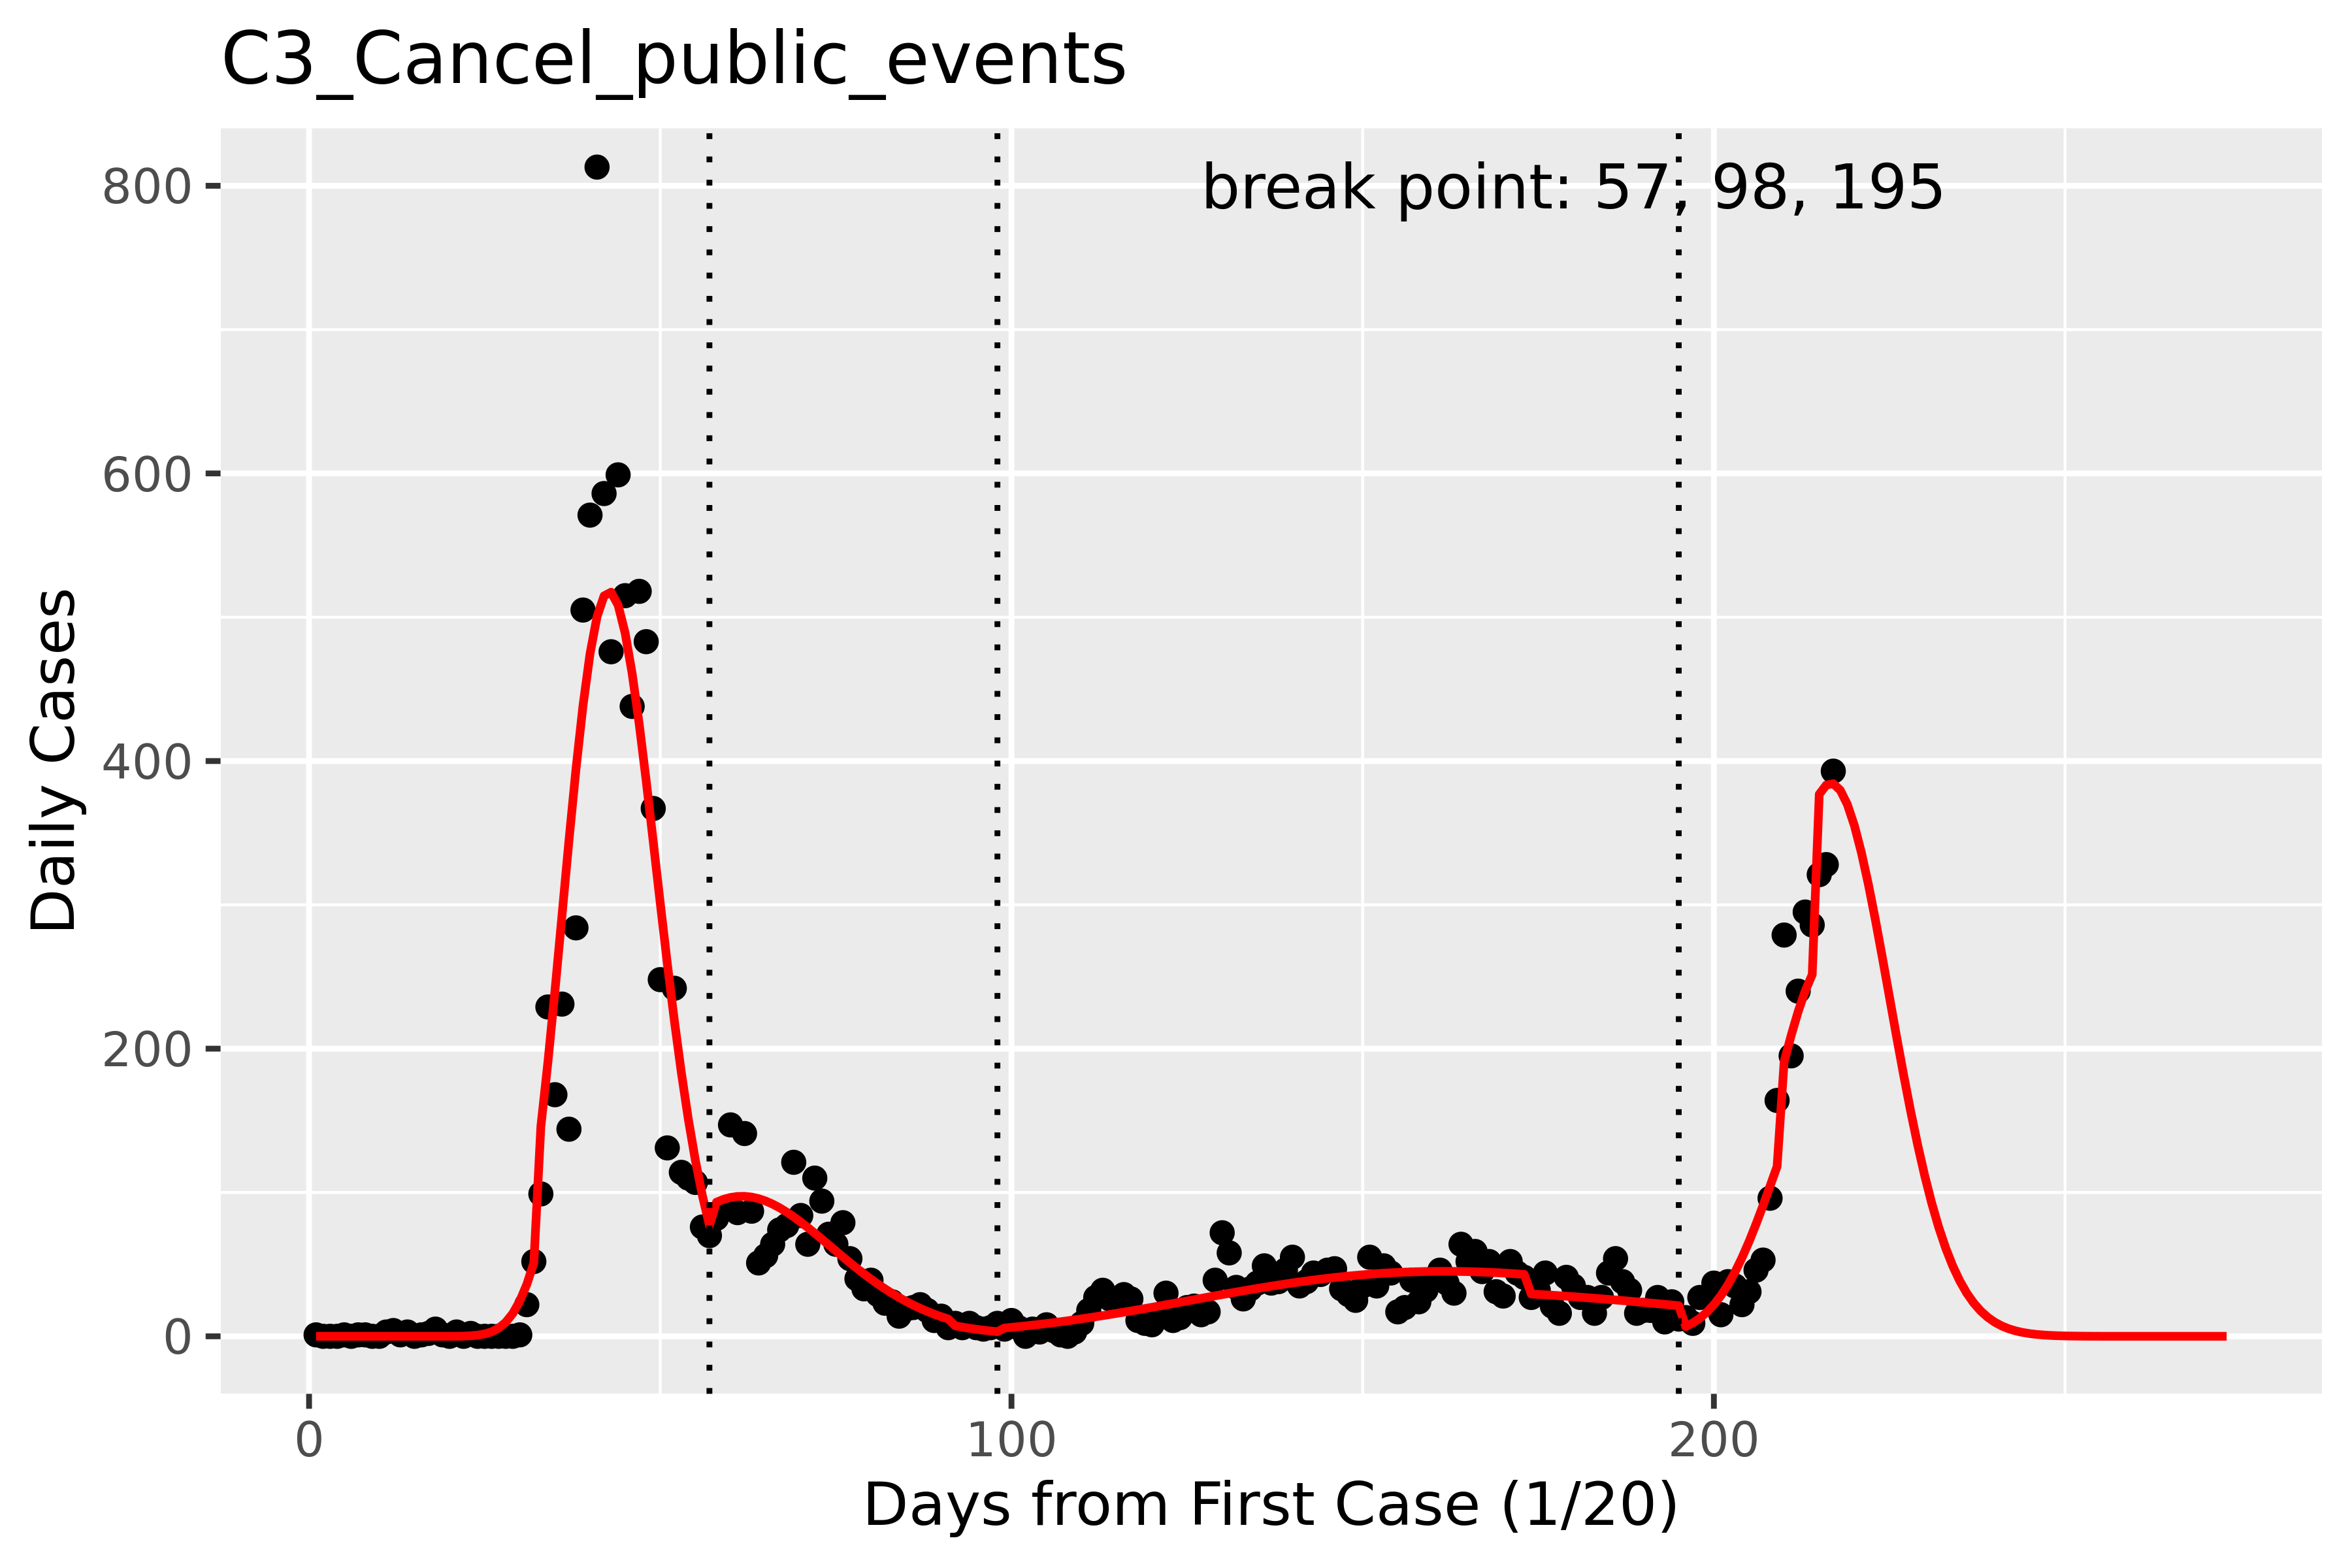 C3_Cancel_public_events
break point: 57, 98, 195
Daily Cases
800
600
400
200
0
0 100 200
Days from First Case (1/20)